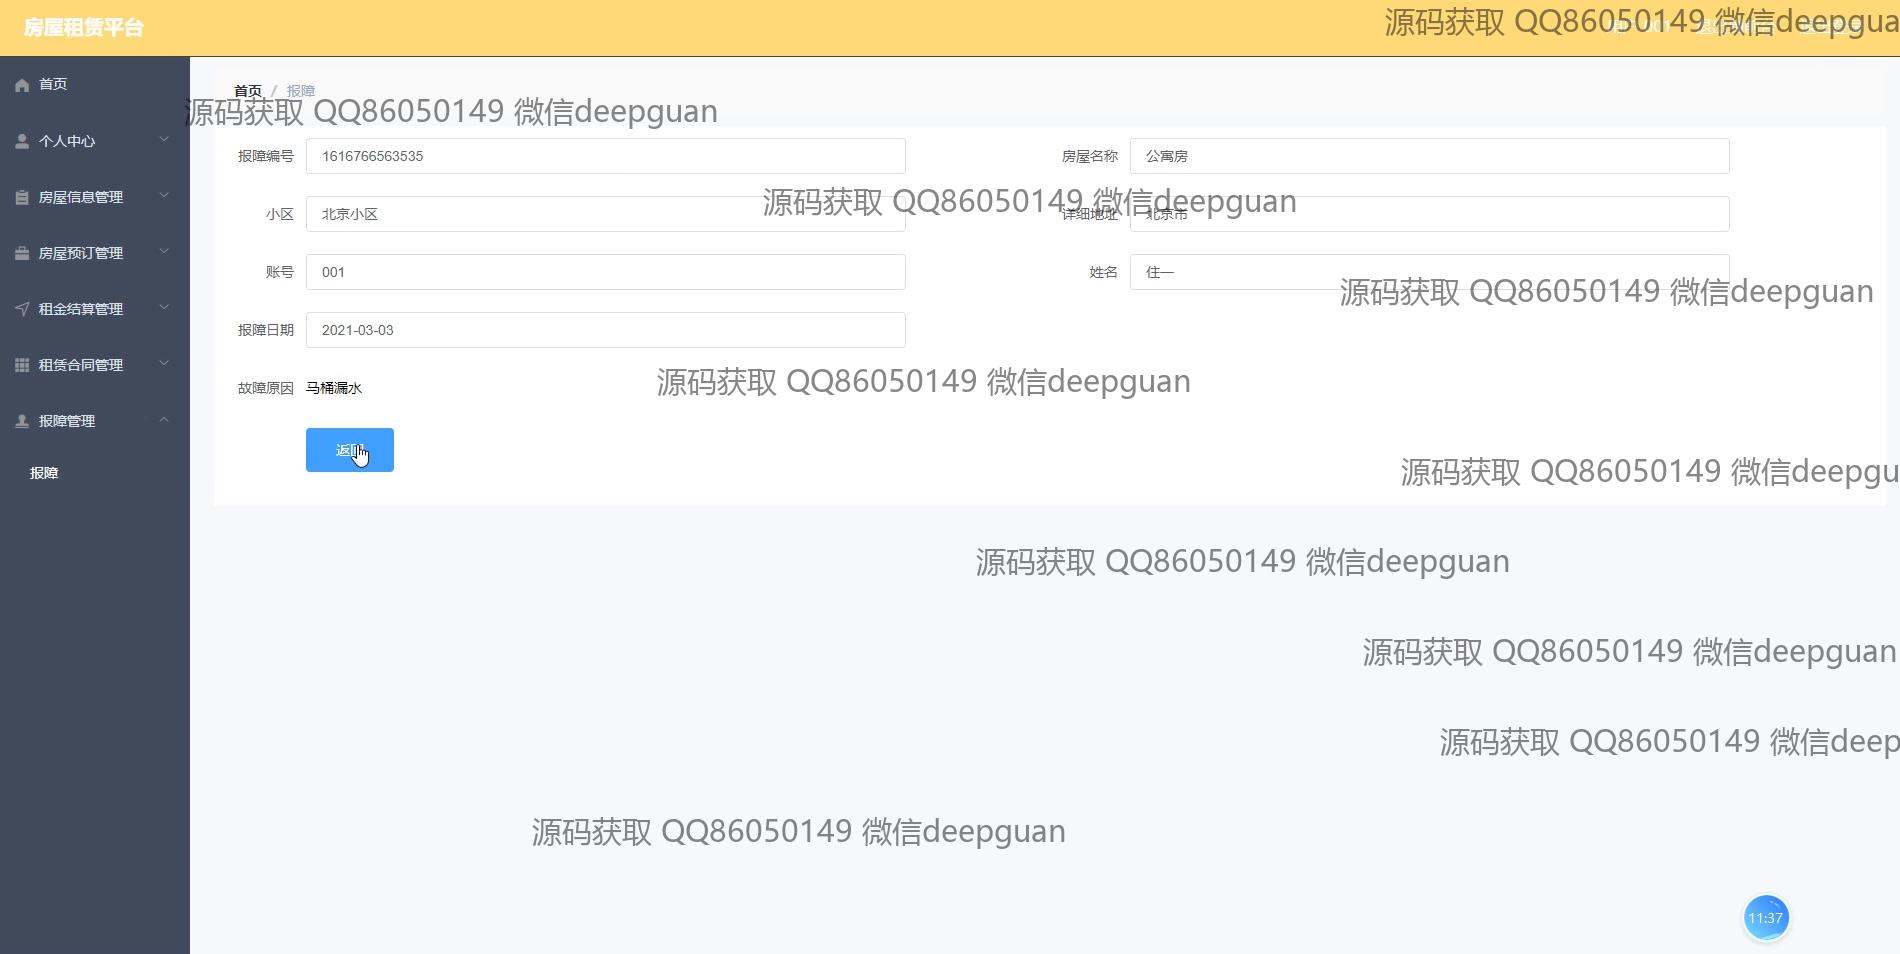 房屋租赁平台
源码获取 QQ86050149 微信deepgua
首页
个人中心
房屋信息管理
房屋预订管理
租金结算管理
租赁合同管理
报障管理
报障
首页 / 报障
源码获取 QQ86050149 微信deepguan
报障编号 1616766563535 房屋名称 公寓房
源码获取 QQ86050149 微信deepguan
小区 北京小区 详细地址 北京市
账号 001 姓名 住一
源码获取 QQ86050149 微信deepguan
报障日期 2021-03-03
故障原因 马桶漏水
源码获取 QQ86050149 微信deepguan
返回
源码获取 QQ86050149 微信deepgu
源码获取 QQ86050149 微信deepguan
源码获取 QQ86050149 微信deepguan
源码获取 QQ86050149 微信deep
源码获取 QQ86050149 微信deepguan
11:37